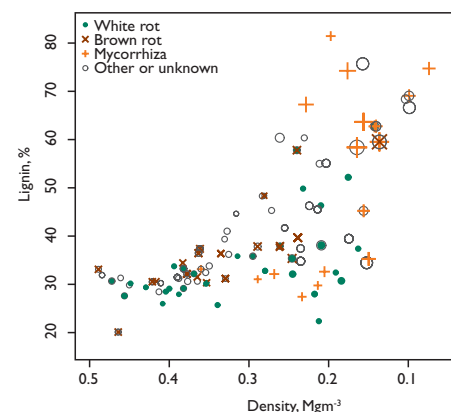 White rot
Brown rot
Mycorrhiza
Other or unknown
80
70
60
50
40
30
20
Lignin, %
0.5 0.4 0.3 0.2 0.1
Density, Mgm⁻³